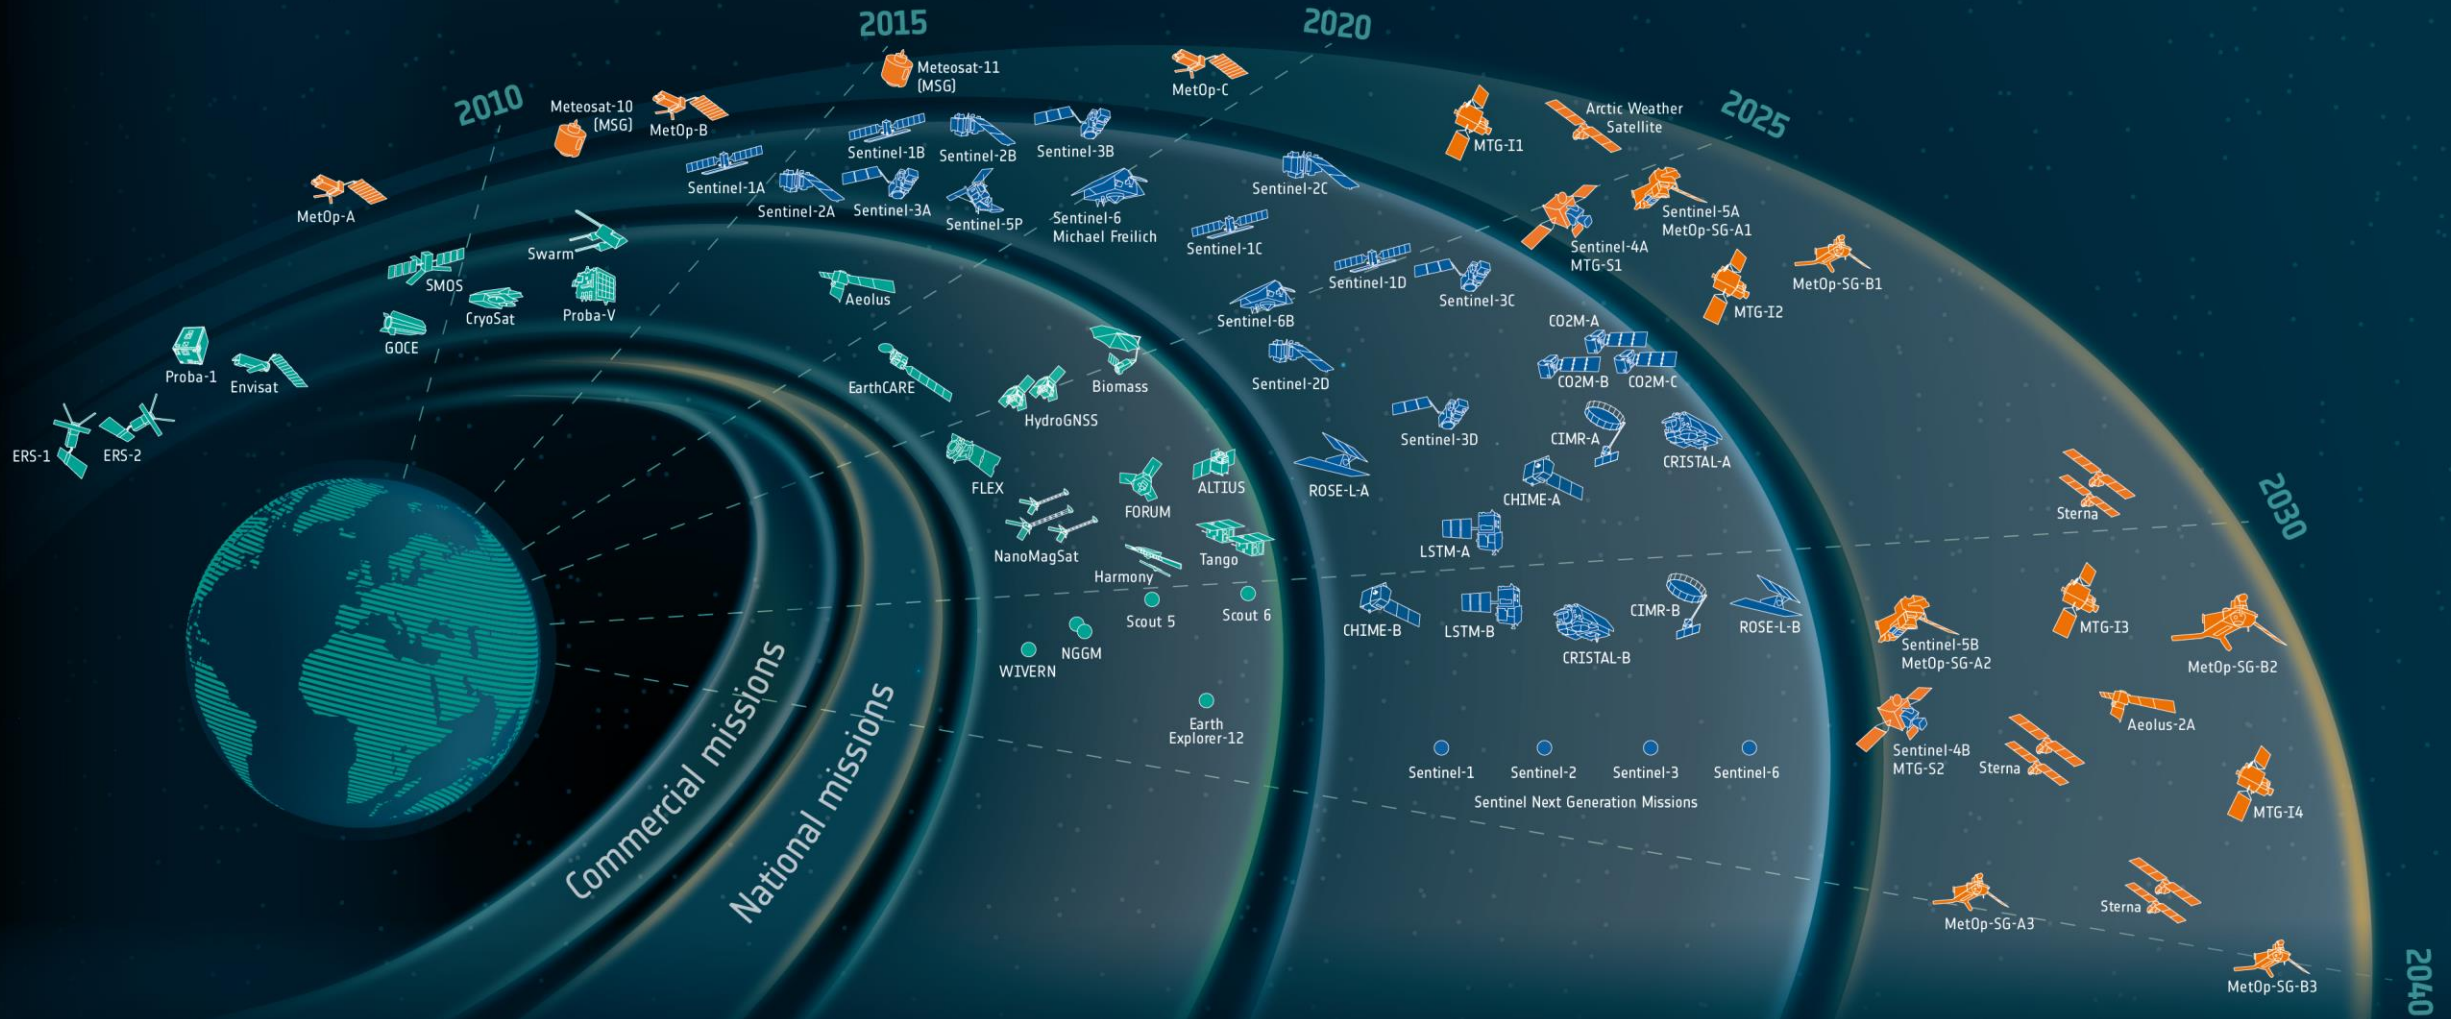 2010
2015
2020
2025
2030
2040
Meteosat-10
(MSG)
MetOp-B
Meteosat-11
(MSG)
MetOp-C
MetOp-A
MTG-I1
Arctic Weather
Satellite
Sentinel-4A
MTG-S1
Sentinel-5A
MetOp-SG-A1
MTG-I2
MetOp-SG-B1
Sterna
Sentinel-5B
MetOp-SG-A2
MTG-I3
MetOp-SG-B2
Sentinel-4B
MTG-S2
Sterna
Aeolus-2A
MTG-I4
MetOp-SG-A3
Sterna
MetOp-SG-B3
Sentinel-1A
Sentinel-2A
Sentinel-1B
Sentinel-3A
Sentinel-2B
Sentinel-5P
Sentinel-3B
Sentinel-6
Michael Freilich
Sentinel-1C
Sentinel-2C
Sentinel-6B
Sentinel-1D
Sentinel-3C
Sentinel-2D
CO2M-A
CO2M-B
CO2M-C
Sentinel-3D
CIMR-A
CRISTAL-A
ROSE-L-A
CHIME-A
LSTM-A
CHIME-B
LSTM-B
CRISTAL-B
CIMR-B
ROSE-L-B
Sentinel-1
Sentinel-2
Sentinel-3
Sentinel-6
Sentinel Next Generation Missions
ERS-1
ERS-2
Proba-1
Envisat
GOCE
SMOS
CryoSat
Swarm
Proba-V
Aeolus
EarthCARE
HydroGNSS
Biomass
FLEX
FORUM
ALTIUS
NanoMagSat
Harmony
Tango
Scout 5
Scout 6
WIVERN
NGGM
Earth
Explorer-12
Commercial missions
National missions